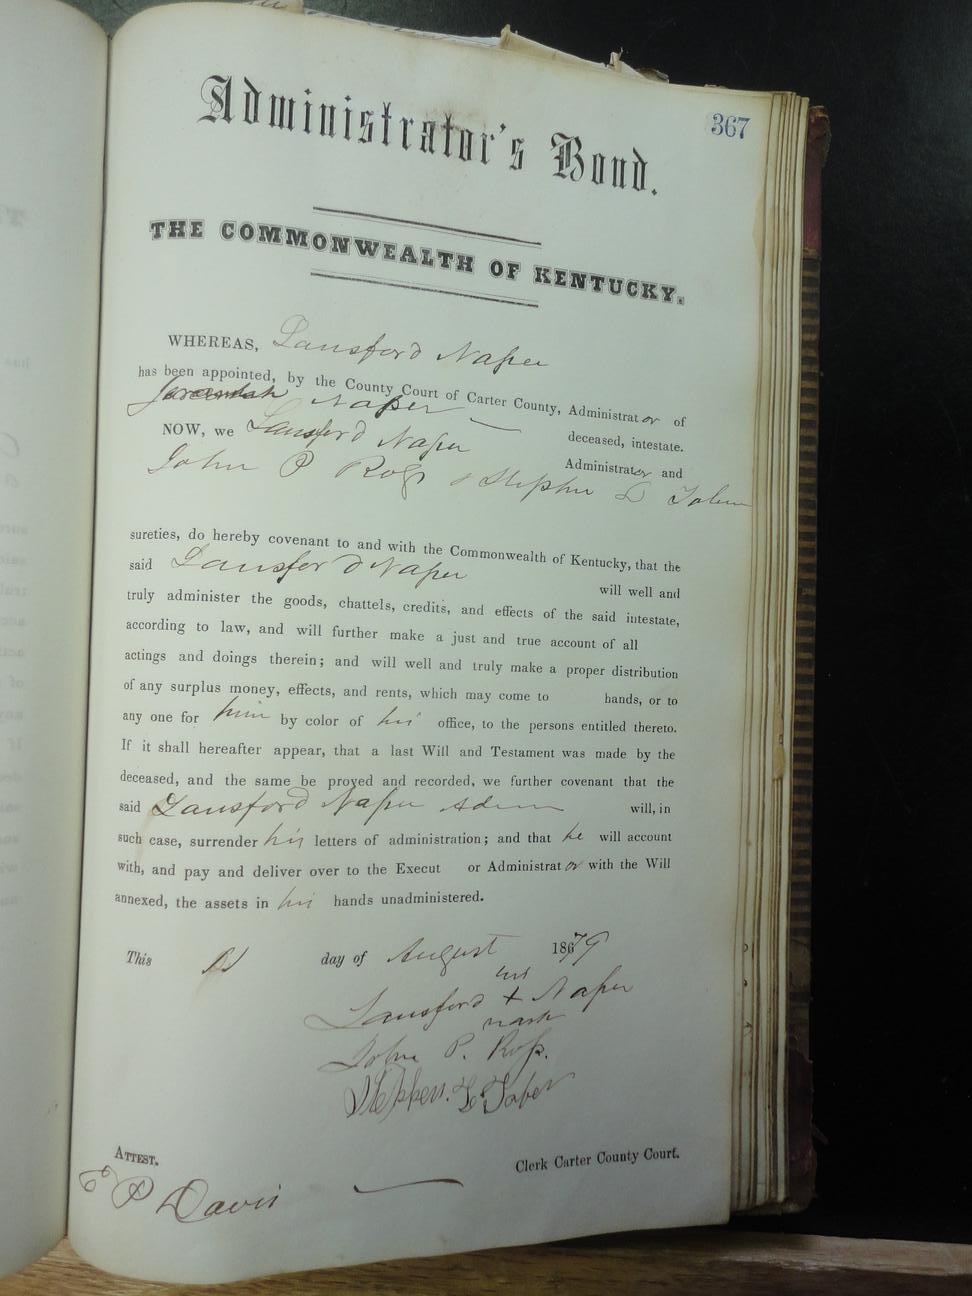 367
Administrator's Bond.
THE COMMONWEALTH OF KENTUCKY.
WHEREAS, Lansford Naper
has been appointed, by the County Court of Carter County, Administrator of
Naper deceased, intestate.
NOW, we Lansford Naper Administrator and
John P Ross & Stephen L Tabor
sureties, do hereby covenant to and with the Commonwealth of Kentucky, that the
said Lansford Naper will well and
truly administer the goods, chattels, credits, and effects of the said intestate,
according to law, and will further make a just and true account of all
actings and doings therein; and will well and truly make a proper distribution
of any surplus money, effects, and rents, which may come to hands, or to
any one for him by color of his office, to the persons entitled thereto.
If it shall hereafter appear, that a last Will and Testament was made by the
deceased, and the same be proved and recorded, we further covenant that the
said Lansford Naper Adm will, in
such case, surrender his letters of administration; and that he will account
with, and pay and deliver over to the Execut or Administrator with the Will
annexed, the assets in his hands unadministered.
This day of August 1879
his
Lansford + Naper
mark
John P. Ross.
Stephen. L. Tabor
ATTEST.
Clerk Carter County Court.
P Davis